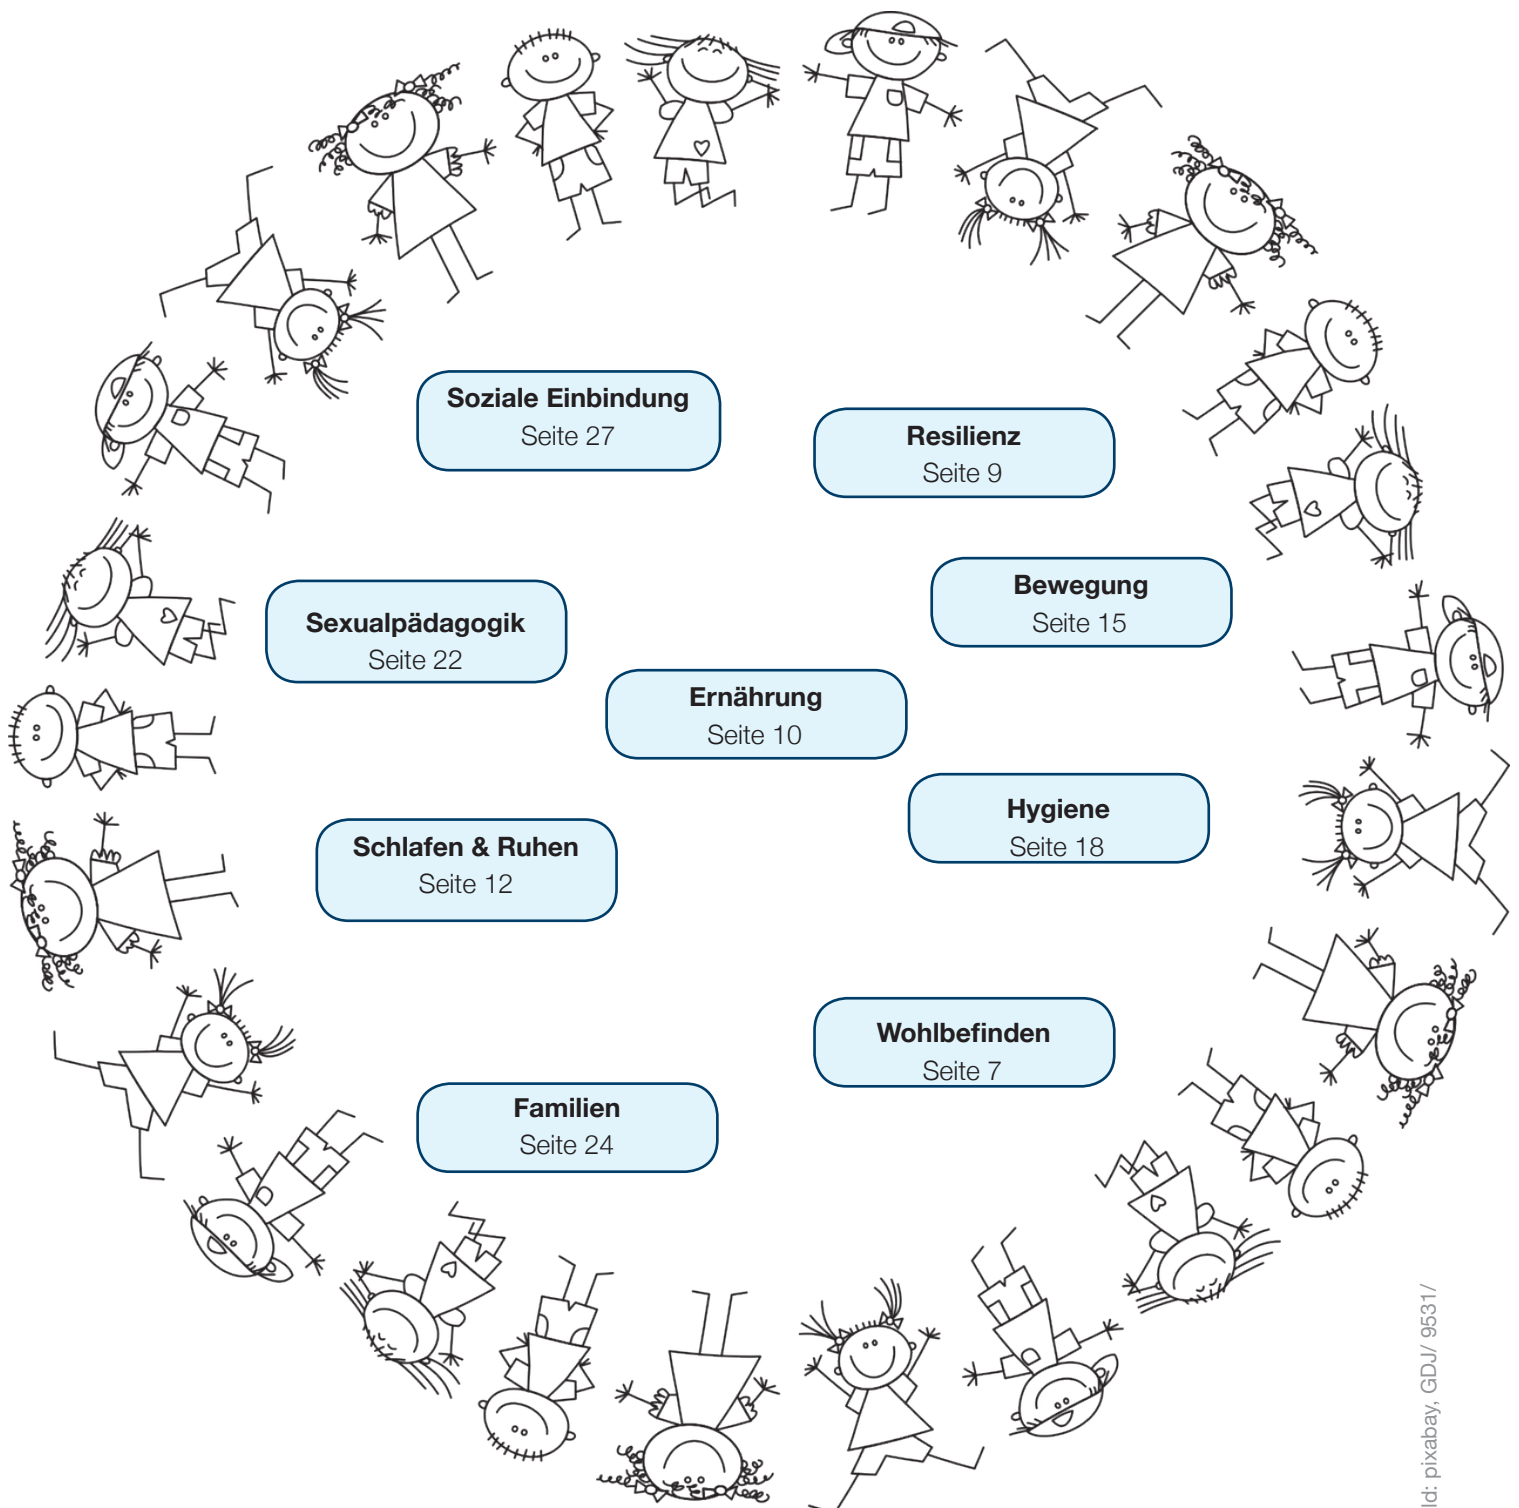 Soziale Einbindung
Seite 27
Resilienz
Seite 9
Bewegung
Seite 15
Sexualpädagogik
Seite 22
Ernährung
Seite 10
Hygiene
Seite 18
Schlafen & Ruhen
Seite 12
Wohlbefinden
Seite 7
Familien
Seite 24
ld: pixabay, GDJ/ 9531/